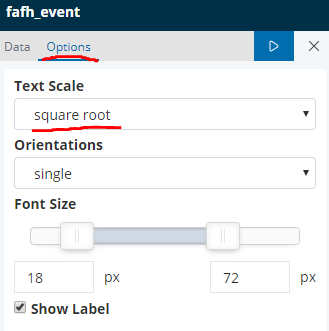 fafh_event
Data Options
Text Scale
square root
Orientations
single
Font Size
18 px 72 px
Show Label